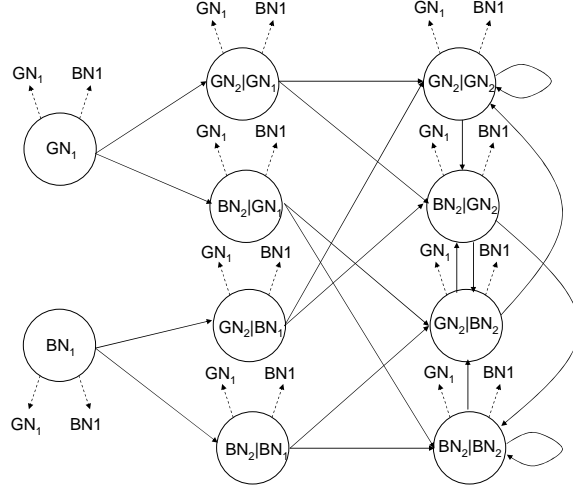 GN₁ BN1
GN₁
BN₁
GN₁ BN1
GN₁ BN1
GN₂|GN₁
GN₁ BN1
BN₂|GN₁
GN₁ BN1
GN₂|BN₁
GN₁ BN1
BN₂|BN₁
GN₁ BN1
GN₂|GN₂
GN₁ BN1
BN₂|GN₂
GN₁ BN1
GN₂|BN₂
GN₁ BN1
BN₂|BN₂